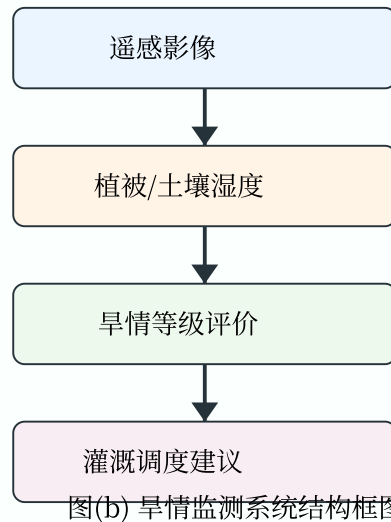 遥感影像
植被/土壤湿度
旱情等级评价
灌溉调度建议
图(b) 旱情监测系统结构框图